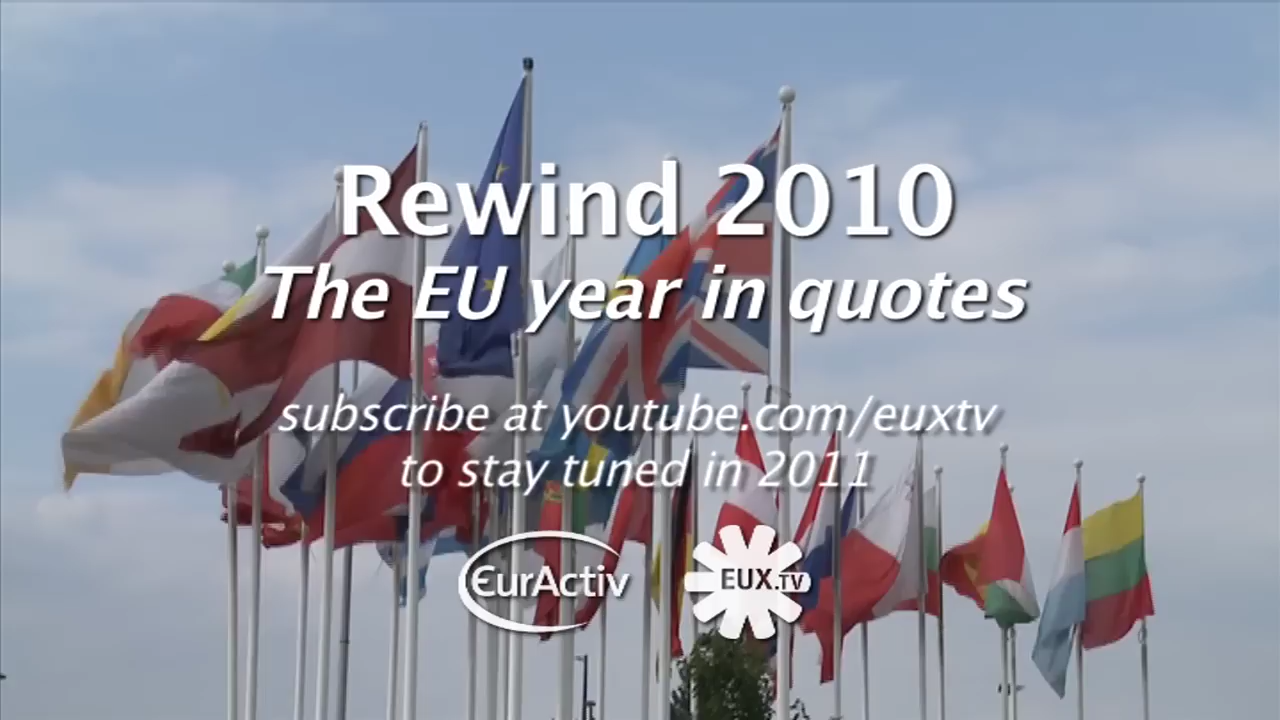 Rewind 2010
The EU year in quotes
subscribe at youtube.com/euxtv
to stay tuned in 2011
€urActiv
EUX.TV